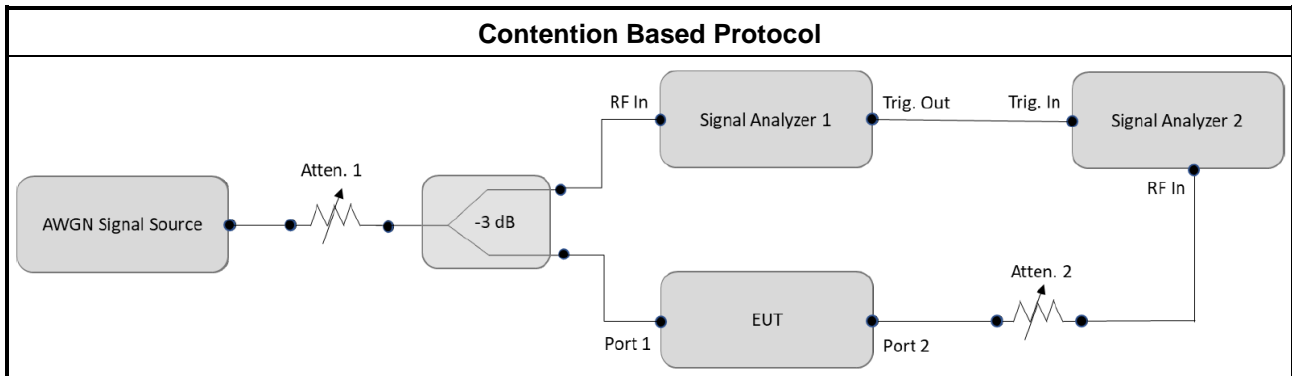 Contention Based Protocol
RF In
Signal Analyzer 1
Trig. Out
Trig. In
Signal Analyzer 2
RF In
Atten. 1
AWGN Signal Source
-3 dB
Atten. 2
EUT
Port 1
Port 2